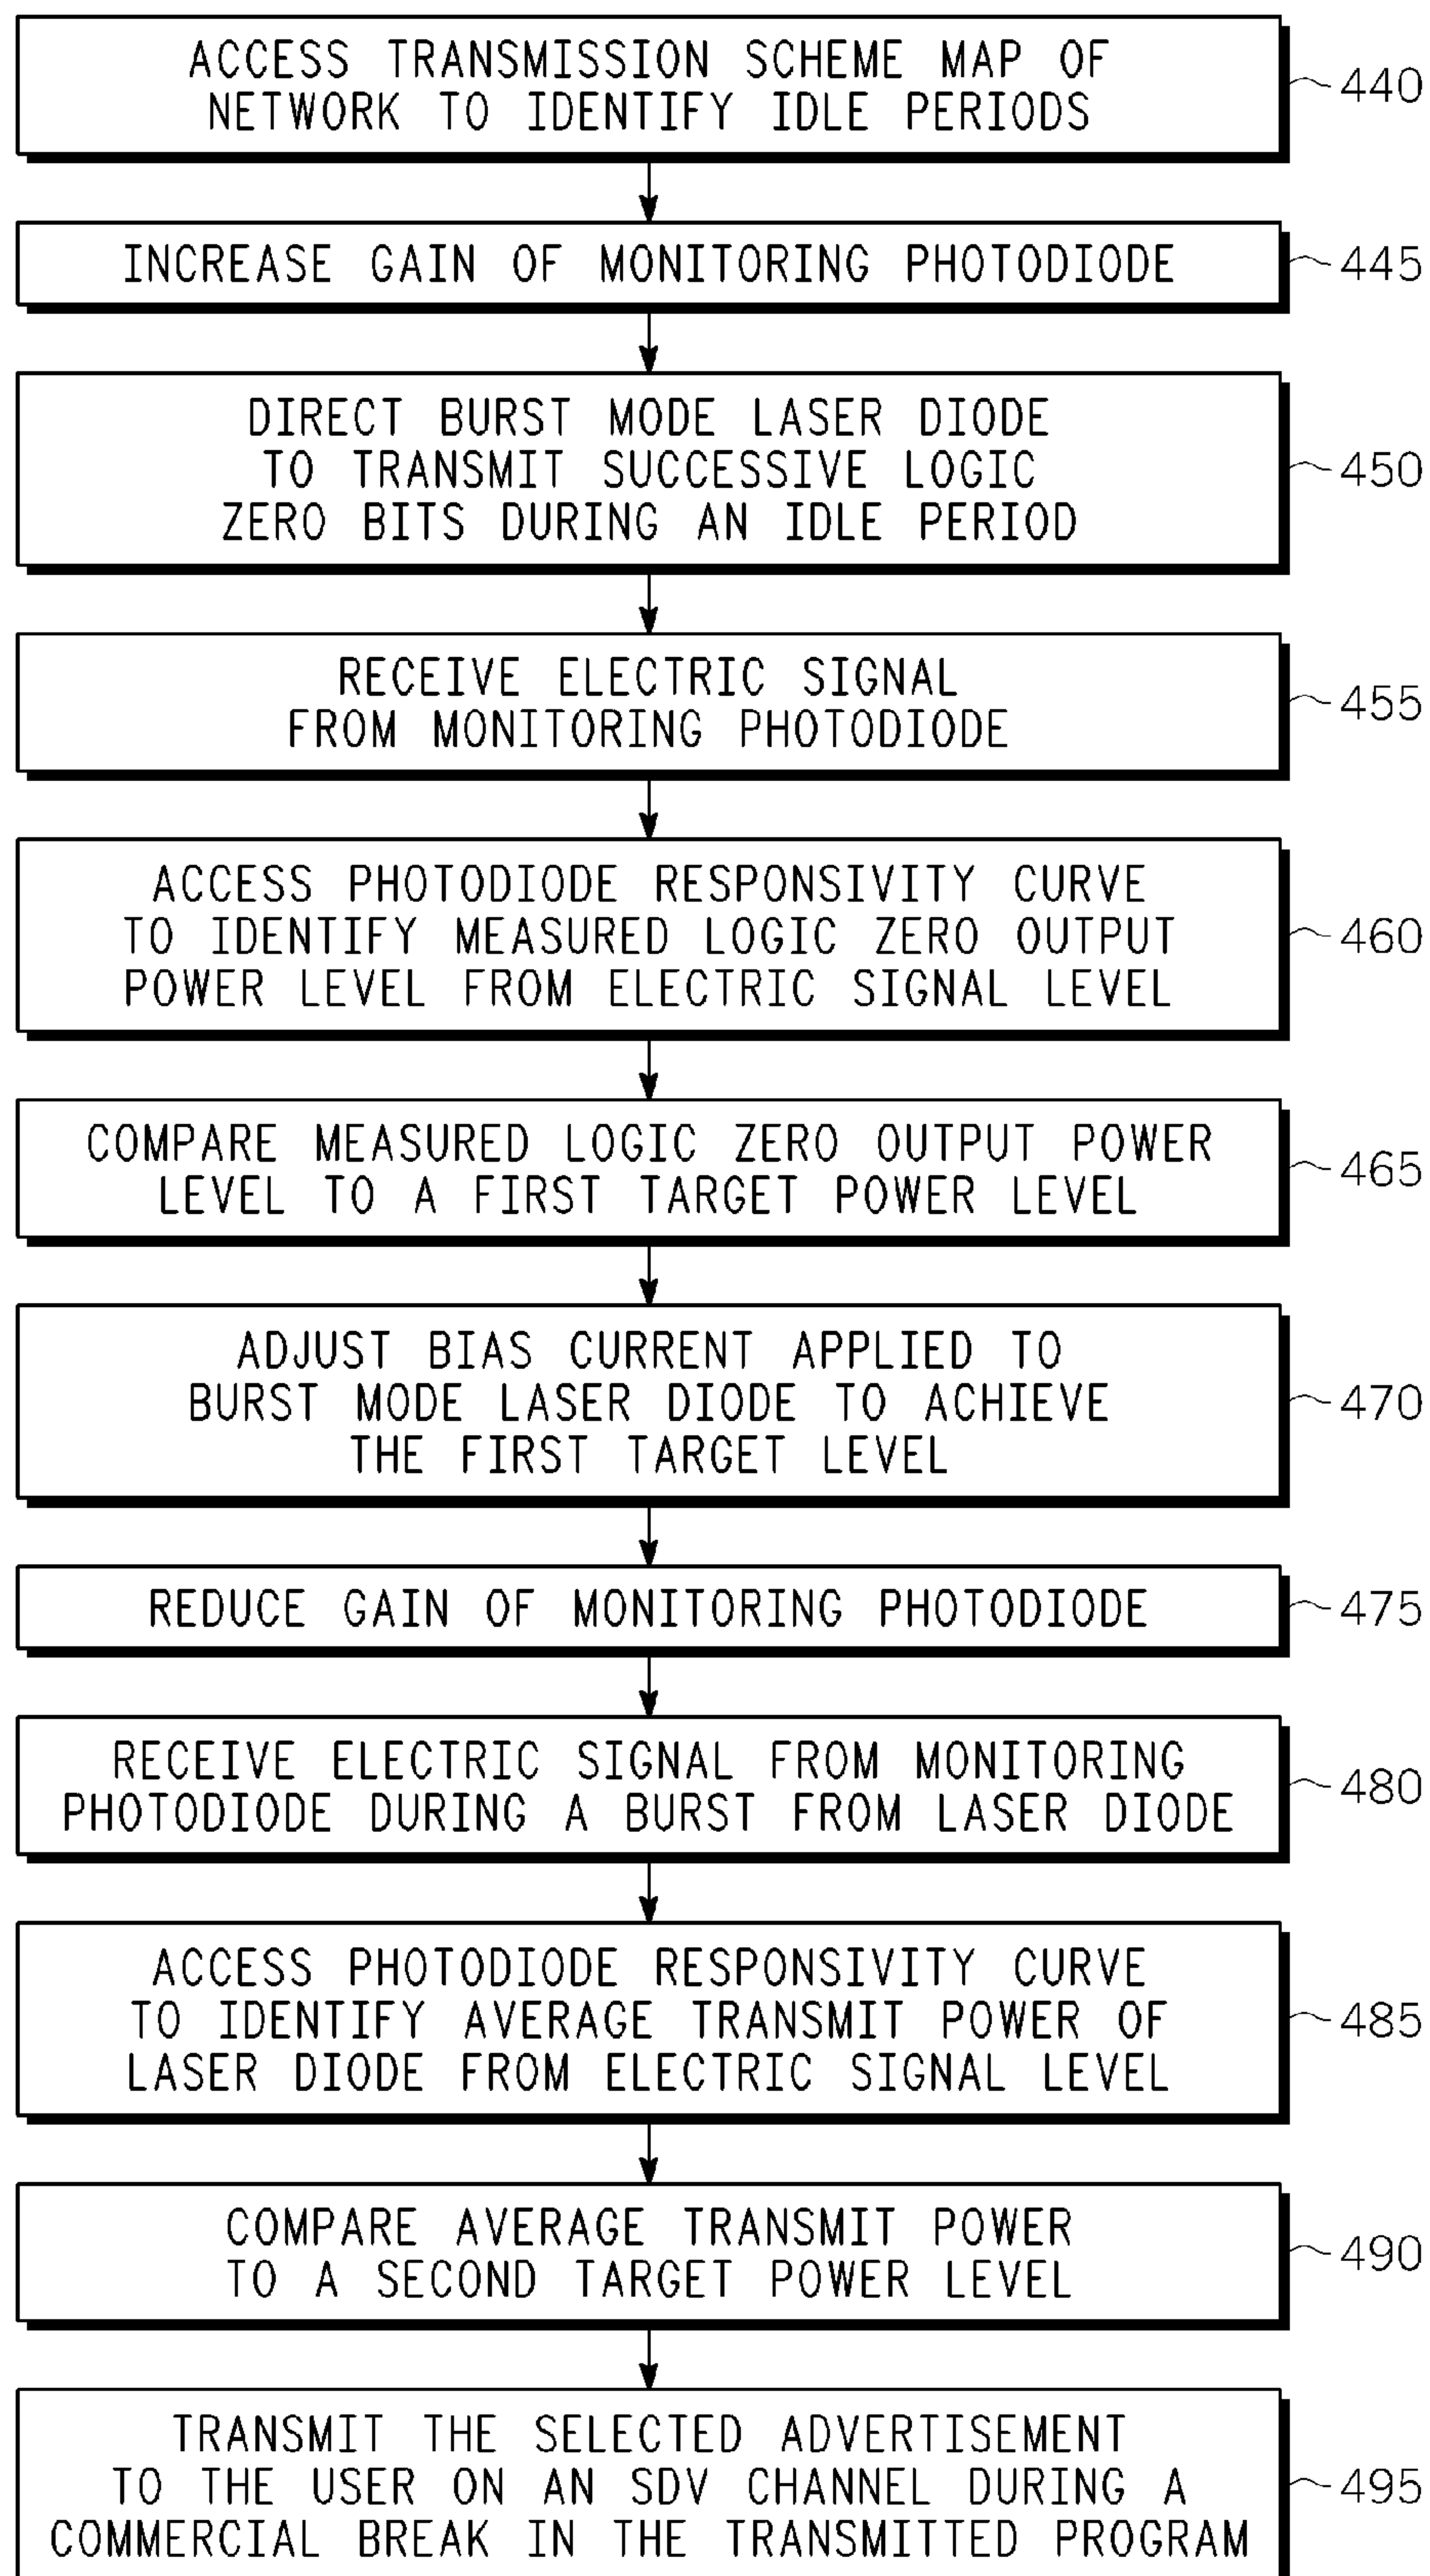 ACCESS TRANSMISSION SCHEME MAP OF
NETWORK TO IDENTIFY IDLE PERIODS
440
INCREASE GAIN OF MONITORING PHOTODIODE
445
DIRECT BURST MODE LASER DIODE
TO TRANSMIT SUCCESSIVE LOGIC
ZERO BITS DURING AN IDLE PERIOD
450
RECEIVE ELECTRIC SIGNAL
FROM MONITORING PHOTODIODE
455
ACCESS PHOTODIODE RESPONSIVITY CURVE
TO IDENTIFY MEASURED LOGIC ZERO OUTPUT
POWER LEVEL FROM ELECTRIC SIGNAL LEVEL
460
COMPARE MEASURED LOGIC ZERO OUTPUT POWER
LEVEL TO A FIRST TARGET POWER LEVEL
465
ADJUST BIAS CURRENT APPLIED TO
BURST MODE LASER DIODE TO ACHIEVE
THE FIRST TARGET LEVEL
470
REDUCE GAIN OF MONITORING PHOTODIODE
475
RECEIVE ELECTRIC SIGNAL FROM MONITORING
PHOTODIODE DURING A BURST FROM LASER DIODE
480
ACCESS PHOTODIODE RESPONSIVITY CURVE
TO IDENTIFY AVERAGE TRANSMIT POWER OF
LASER DIODE FROM ELECTRIC SIGNAL LEVEL
485
COMPARE AVERAGE TRANSMIT POWER
TO A SECOND TARGET POWER LEVEL
490
TRANSMIT THE SELECTED ADVERTISEMENT
TO THE USER ON AN SDV CHANNEL DURING A
COMMERCIAL BREAK IN THE TRANSMITTED PROGRAM
495